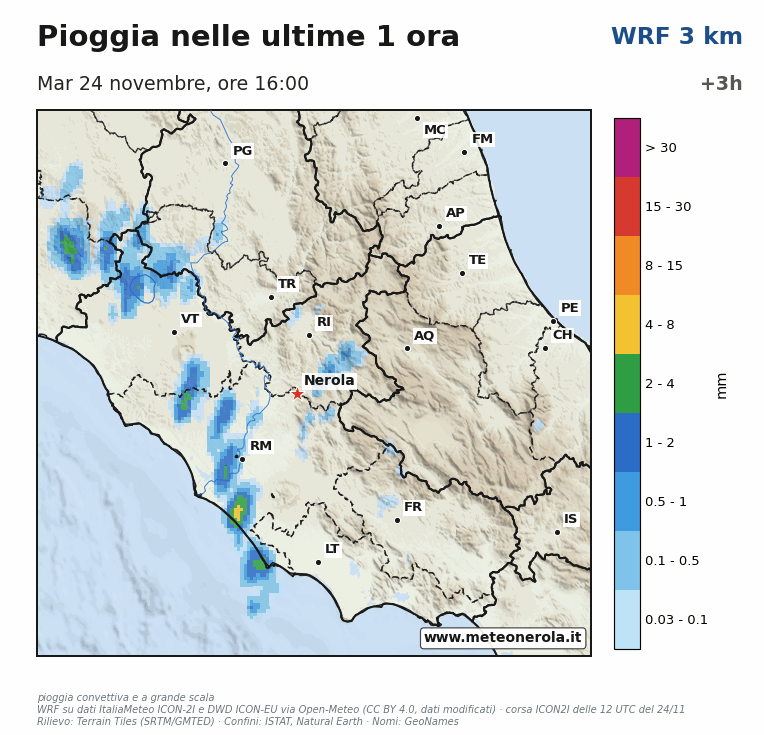 Pioggia nelle ultime 1 ora
WRF 3 km
Mar 24 novembre, ore 16:00
+3h
MC
FM
PG
AP
TE
TR
PE
VT
RI
CH
AQ
Nerola
RM
FR
IS
LT
www.meteonerola.it
> 30
15 - 30
8 - 15
4 - 8
2 - 4
1 - 2
0.5 - 1
0.1 - 0.5
0.03 - 0.1
mm
pioggia convettiva e a grande scala
WRF su dati ItaliaMeteo ICON-2I e DWD ICON-EU via Open-Meteo (CC BY 4.0, dati modificati) · corsa ICON2I delle 12 UTC del 24/11
Rilievo: Terrain Tiles (SRTM/GMTED) · Confini: ISTAT, Natural Earth · Nomi: GeoNames